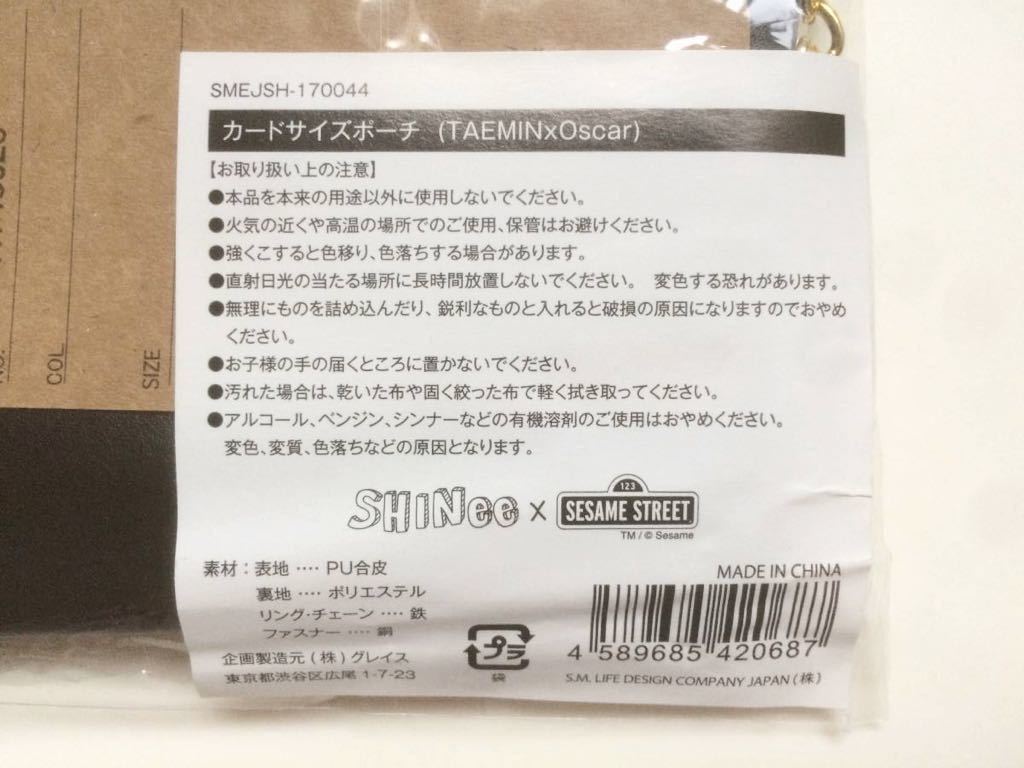 SMEJSH-170044
カードサイズポーチ (TAEMINxOscar)
【お取り扱い上の注意】
●本品を本来の用途以外に使用しないでください。
●火気の近くや高温の場所でのご使用、保管はお避けください。
●強くこすると色移り、色落ちする場合があります。
●直射日光の当たる場所に長時間放置しないでください。 変色する恐れがあります。
●無理にものを詰め込んだり、鋭利なものと入れると破損の原因になりますのでおやめ
ください。
●お子様の手の届くところに置かないでください。
●汚れた場合は、乾いた布や固く絞った布で軽く拭き取ってください。
●アルコール、ベンジン、シンナーなどの有機溶剤のご使用はおやめください。
変色、変質、色落ちなどの原因となります。
SHINee × 123 SESAME STREET
TM / © Sesame
素材：表地 ···· PU合皮
裏地 ···· ポリエステル
リング・チェーン ···· 鉄
ファスナー ···· 銅
企画製造元 (株) グレイス
東京都渋谷区広尾 1-7-23
プラ
袋
MADE IN CHINA
4 589685 420687
S.M. LIFE DESIGN COMPANY JAPAN (株)
COL
SIZE